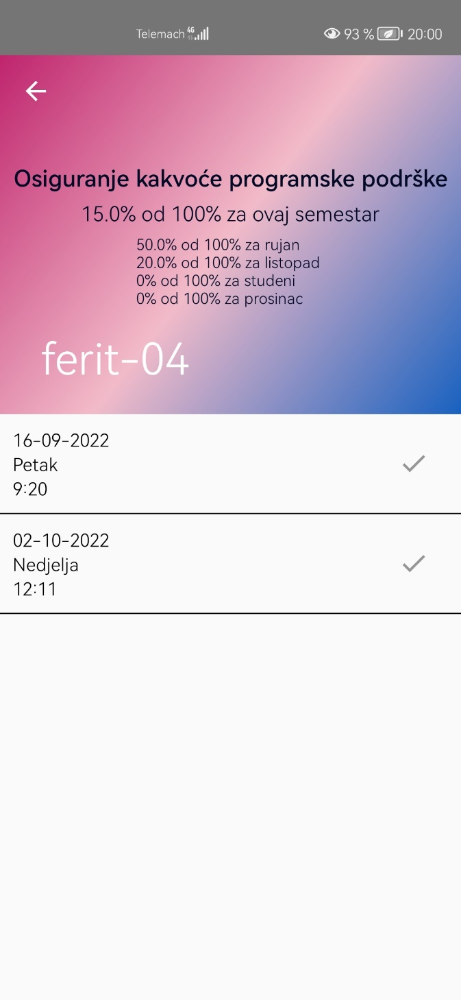 Telemach 4G 93 % 20:00
Osiguranje kakvoće programske podrške
15.0% od 100% za ovaj semestar
50.0% od 100% za rujan
20.0% od 100% za listopad
0% od 100% za studeni
0% od 100% za prosinac
ferit-04
16-09-2022
Petak
9:20
02-10-2022
Nedjelja
12:11